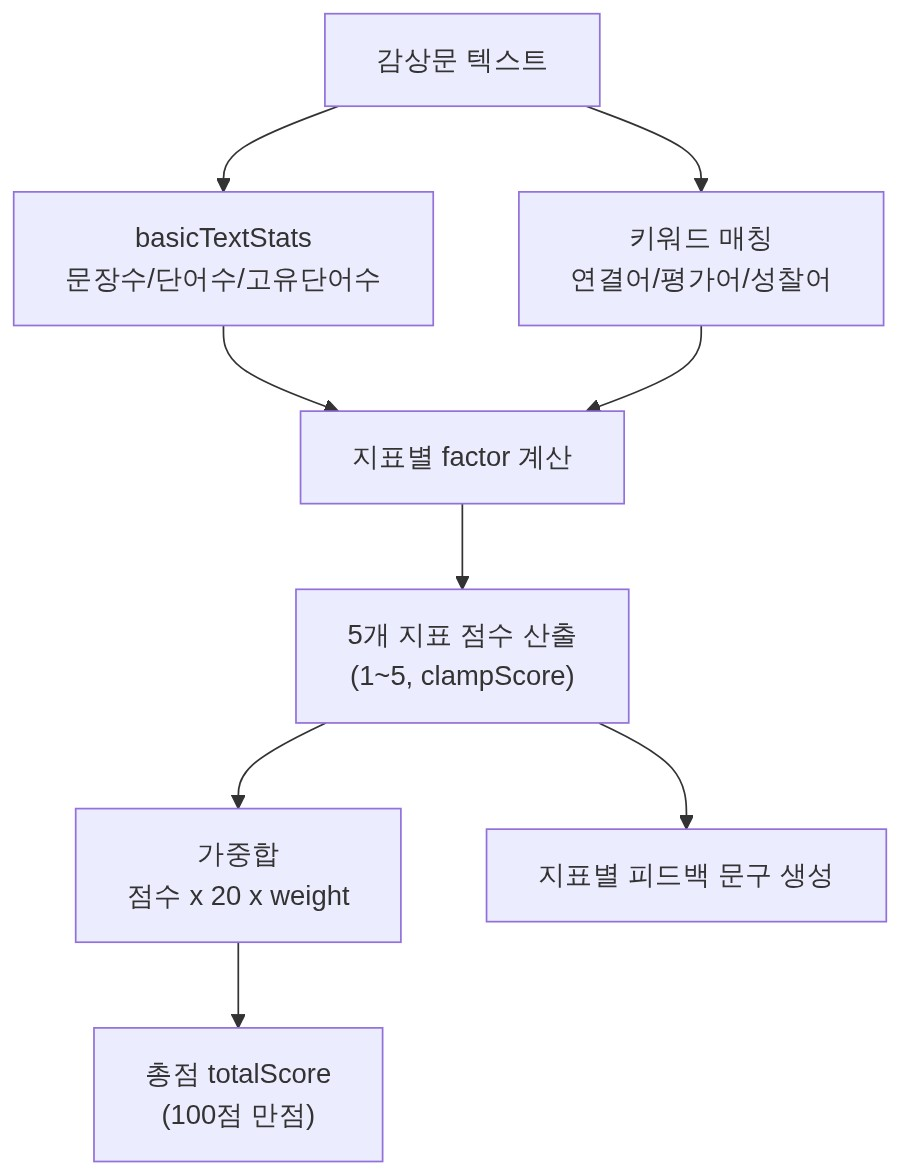 감상문 텍스트
basicTextStats
문장수/단어수/고유단어수
키워드 매칭
연결어/평가어/성찰어
지표별 factor 계산
5개 지표 점수 산출
(1~5, clampScore)
가중합
점수 x 20 x weight
지표별 피드백 문구 생성
총점 totalScore
(100점 만점)